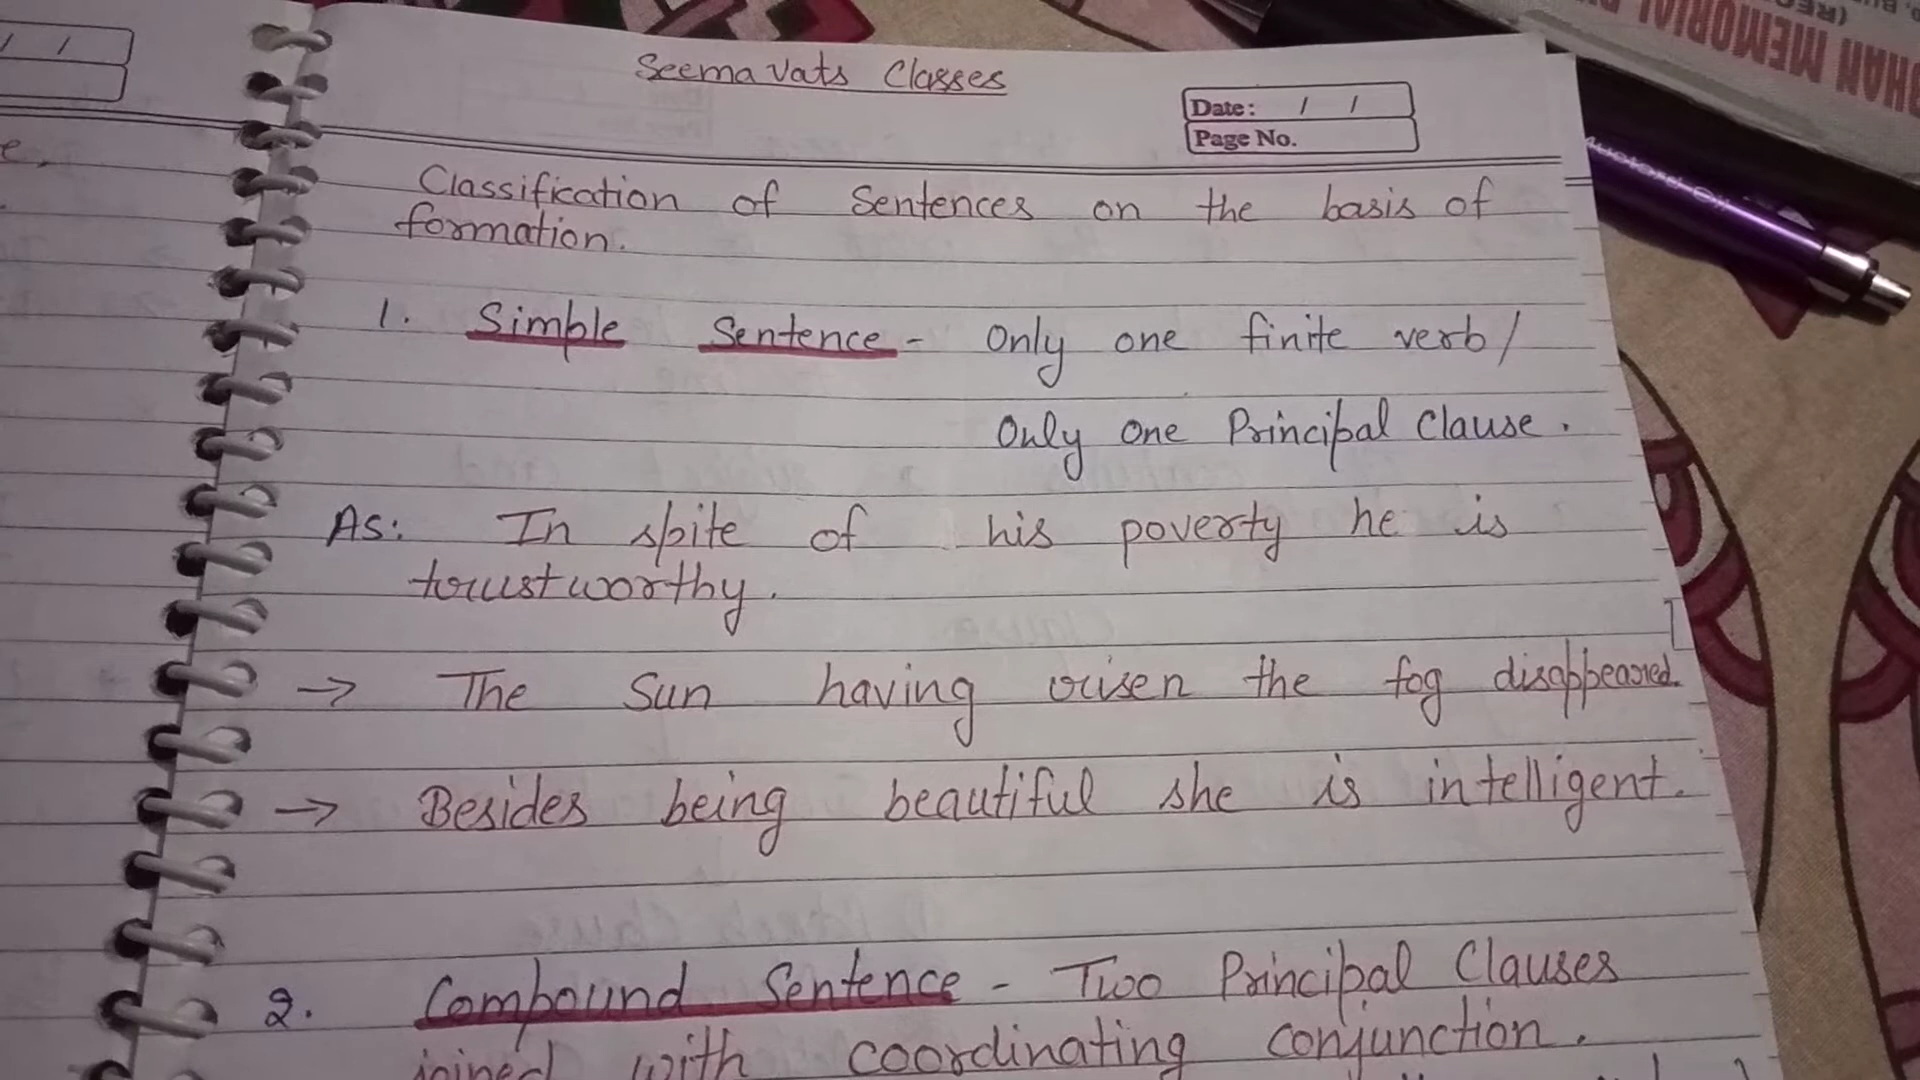 Seema Vats Classes
Date: / /
Page No.
Classification of Sentences on the basis of
formation.
1. Simple Sentence - Only one finite verb/
Only one Principal Clause.
As: In spite of his poverty he is
trustworthy.
→ The Sun having risen the fog disappeared.
→ Besides being beautiful she is intelligent.
2. Compound Sentence - Two Principal Clauses
joined with coordinating conjunction.